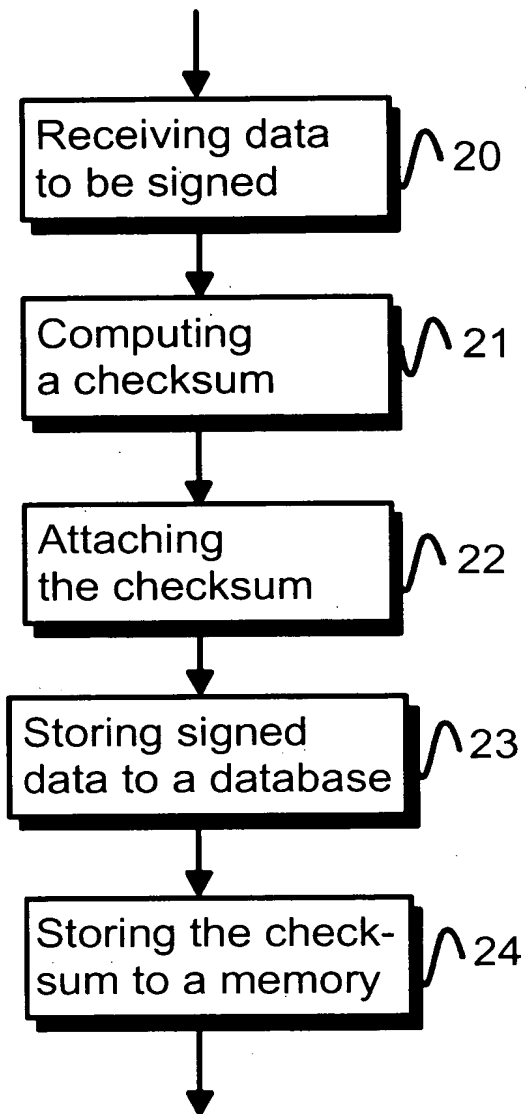 Receiving data
to be signed
20
Computing
a checksum
21
Attaching
the checksum
22
Storing signed
data to a database
23
Storing the check-
sum to a memory
24